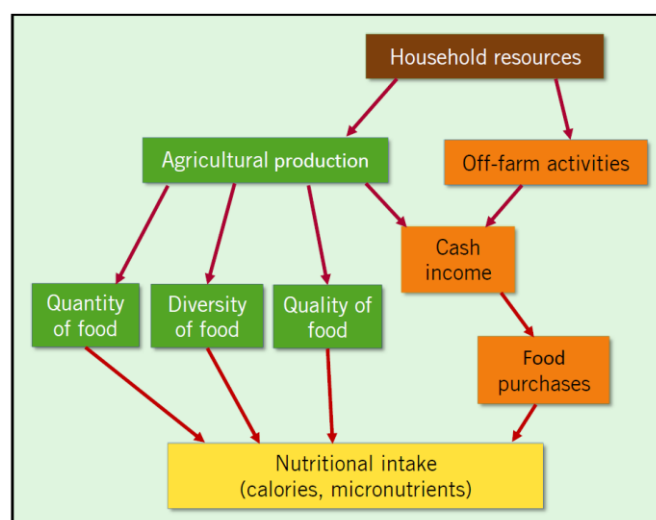 Household resources
Agricultural production
Off-farm activities
Cash
income
Quantity
of food
Diversity
of food
Quality of
food
Food
purchases
Nutritional intake
(calories, micronutrients)